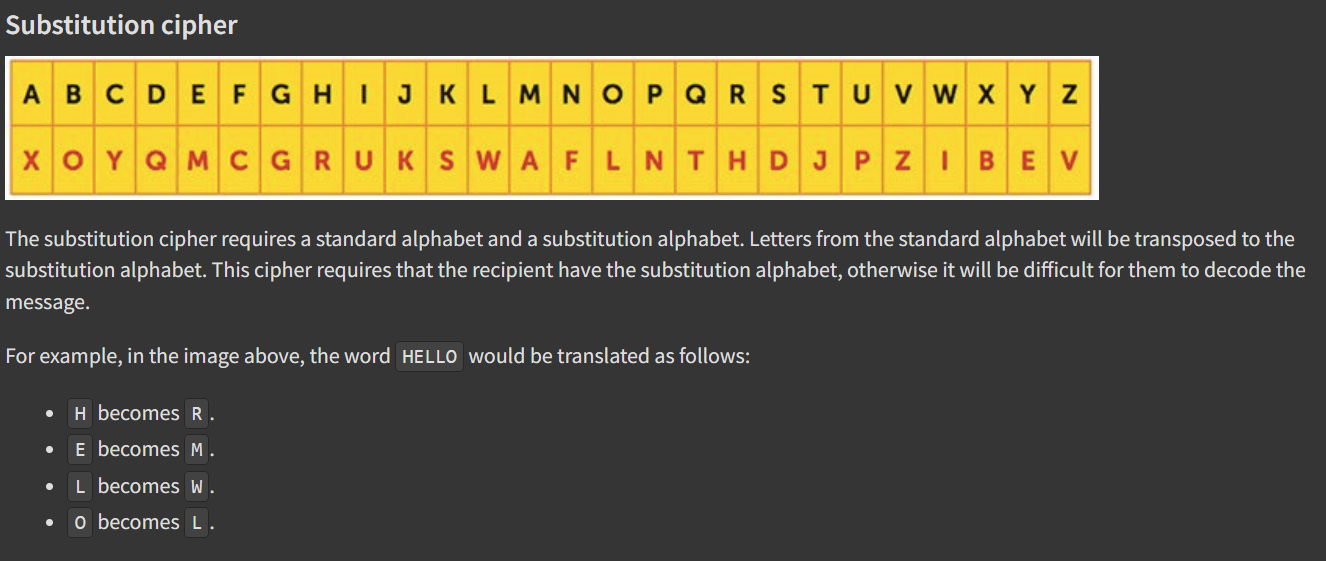 Substitution cipher
A B C D E F G H I J K L M N O P Q R S T U V W X Y Z
X O Y Q M C G R U K S W A F L N T H D J P Z I B E V
The substitution cipher requires a standard alphabet and a substitution alphabet. Letters from the standard alphabet will be transposed to the
substitution alphabet. This cipher requires that the recipient have the substitution alphabet, otherwise it will be difficult for them to decode the
message.
For example, in the image above, the word HELLO would be translated as follows:
• H becomes R.
• E becomes M.
• L becomes W.
• O becomes L.